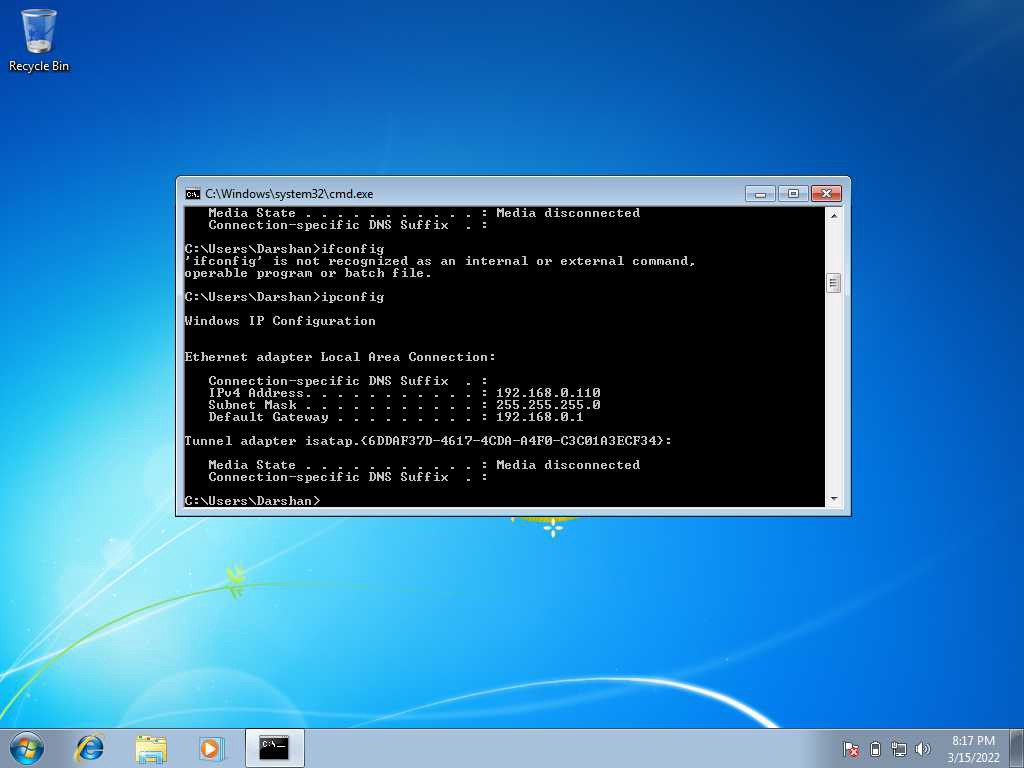 Recycle Bin
C:\Windows\system32\cmd.exe
Media State . . . . . . . . . . . : Media disconnected
Connection-specific DNS Suffix  . :
C:\Users\Darshan>ifconfig
'ifconfig' is not recognized as an internal or external command,
operable program or batch file.
C:\Users\Darshan>ipconfig
Windows IP Configuration
Ethernet adapter Local Area Connection:
Connection-specific DNS Suffix  . :
IPv4 Address. . . . . . . . . . . : 192.168.0.110
Subnet Mask . . . . . . . . . . . : 255.255.255.0
Default Gateway . . . . . . . . . : 192.168.0.1
Tunnel adapter isatap.{6DDAF37D-4617-4CDA-A4F0-C3C01A3ECF34}:
Media State . . . . . . . . . . . : Media disconnected
Connection-specific DNS Suffix  . :
C:\Users\Darshan>
8:17 PM
3/15/2022